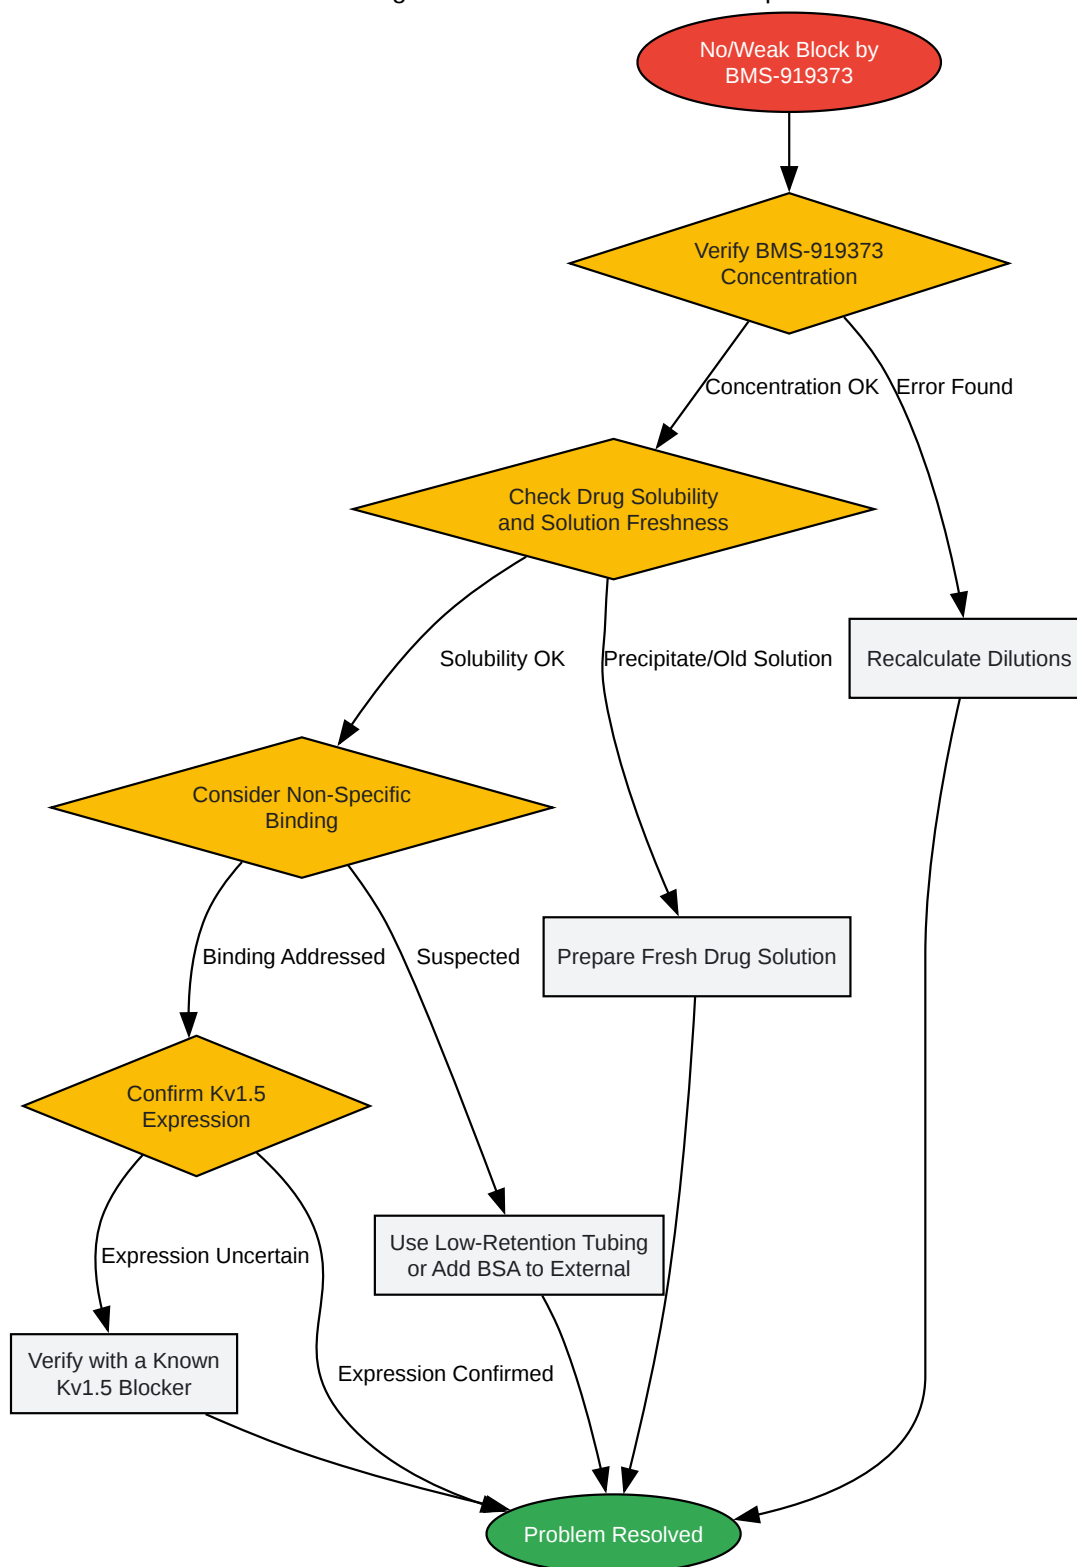 No/Weak Block by
BMS-919373
Verify BMS-919373
Concentration
Concentration OK
Error Found
Check Drug Solubility
and Solution Freshness
Solubility OK
Precipitate/Old Solution
Recalculate Dilutions
Consider Non-Specific
Binding
Binding Addressed
Suspected
Prepare Fresh Drug Solution
Confirm Kv1.5
Expression
Use Low-Retention Tubing
or Add BSA to External
Expression Uncertain
Verify with a Known
Kv1.5 Blocker
Expression Confirmed
Problem Resolved